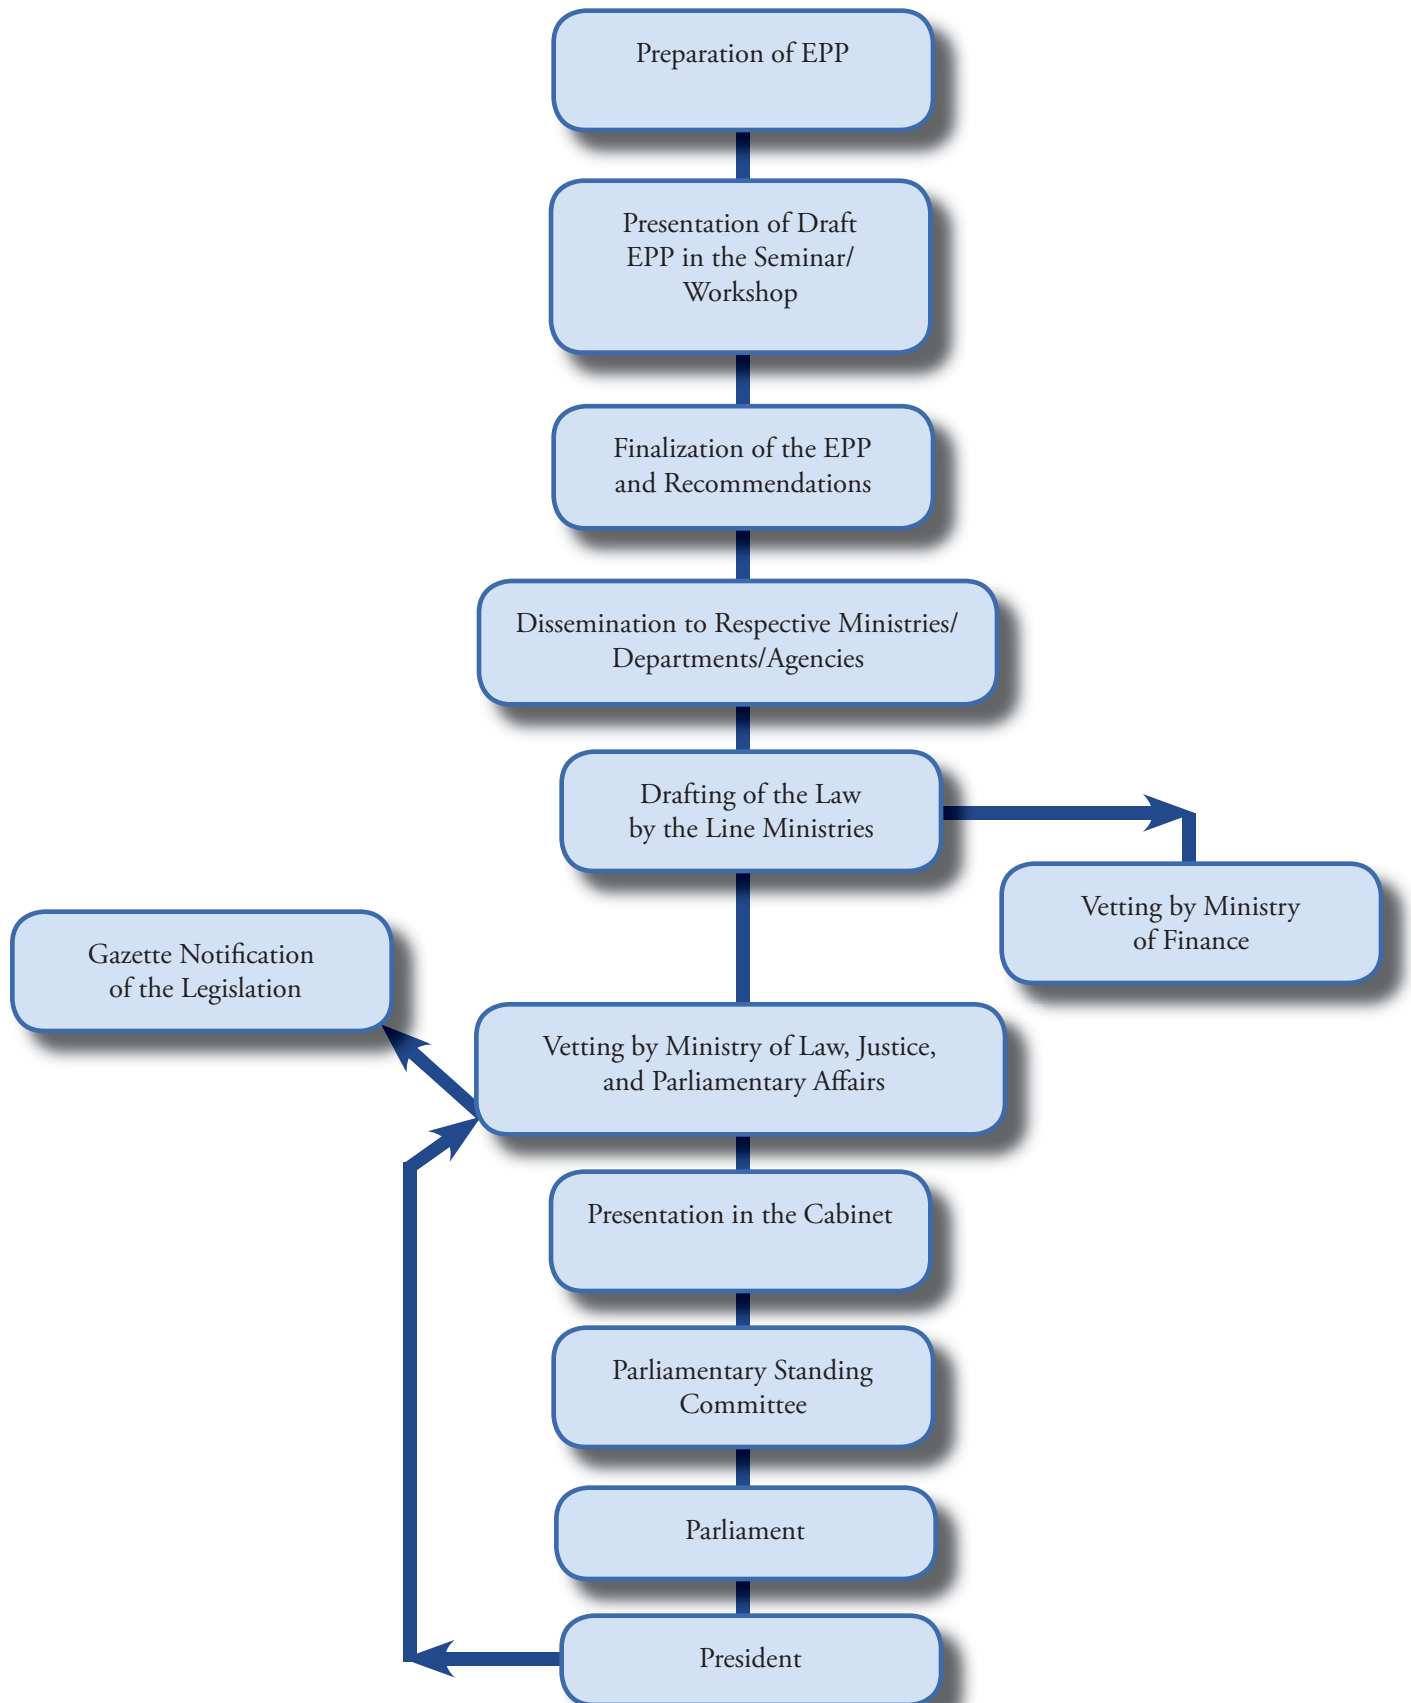 Preparation of EPP
Presentation of Draft
EPP in the Seminar/
Workshop
Finalization of the EPP
and Recommendations
Dissemination to Respective Ministries/
Departments/Agencies
Drafting of the Law
by the Line Ministries
Vetting by Ministry
of Finance
Gazette Notification
of the Legislation
Vetting by Ministry of Law, Justice,
and Parliamentary Affairs
Presentation in the Cabinet
Parliamentary Standing
Committee
Parliament
President